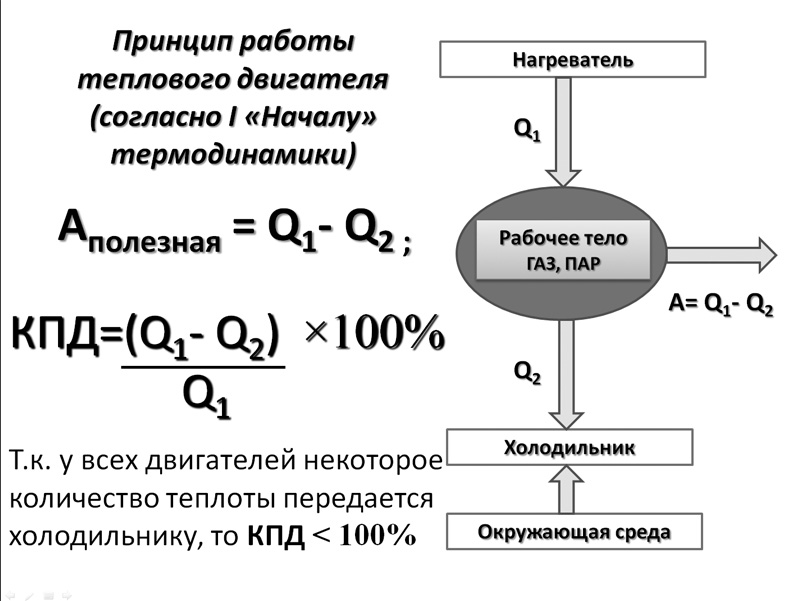 Принцип работы
теплового двигателя
(согласно I «Началу»
термодинамики)
Aполезная = Q1- Q2 ;
КПД=(Q1- Q2) ×100%
Q1
Т.к. у всех двигателей некоторое
количество теплоты передается
холодильнику, то КПД < 100%
Нагреватель
Q1
Рабочее тело
ГАЗ, ПАР
A= Q1- Q2
Q2
Холодильник
Окружающая среда